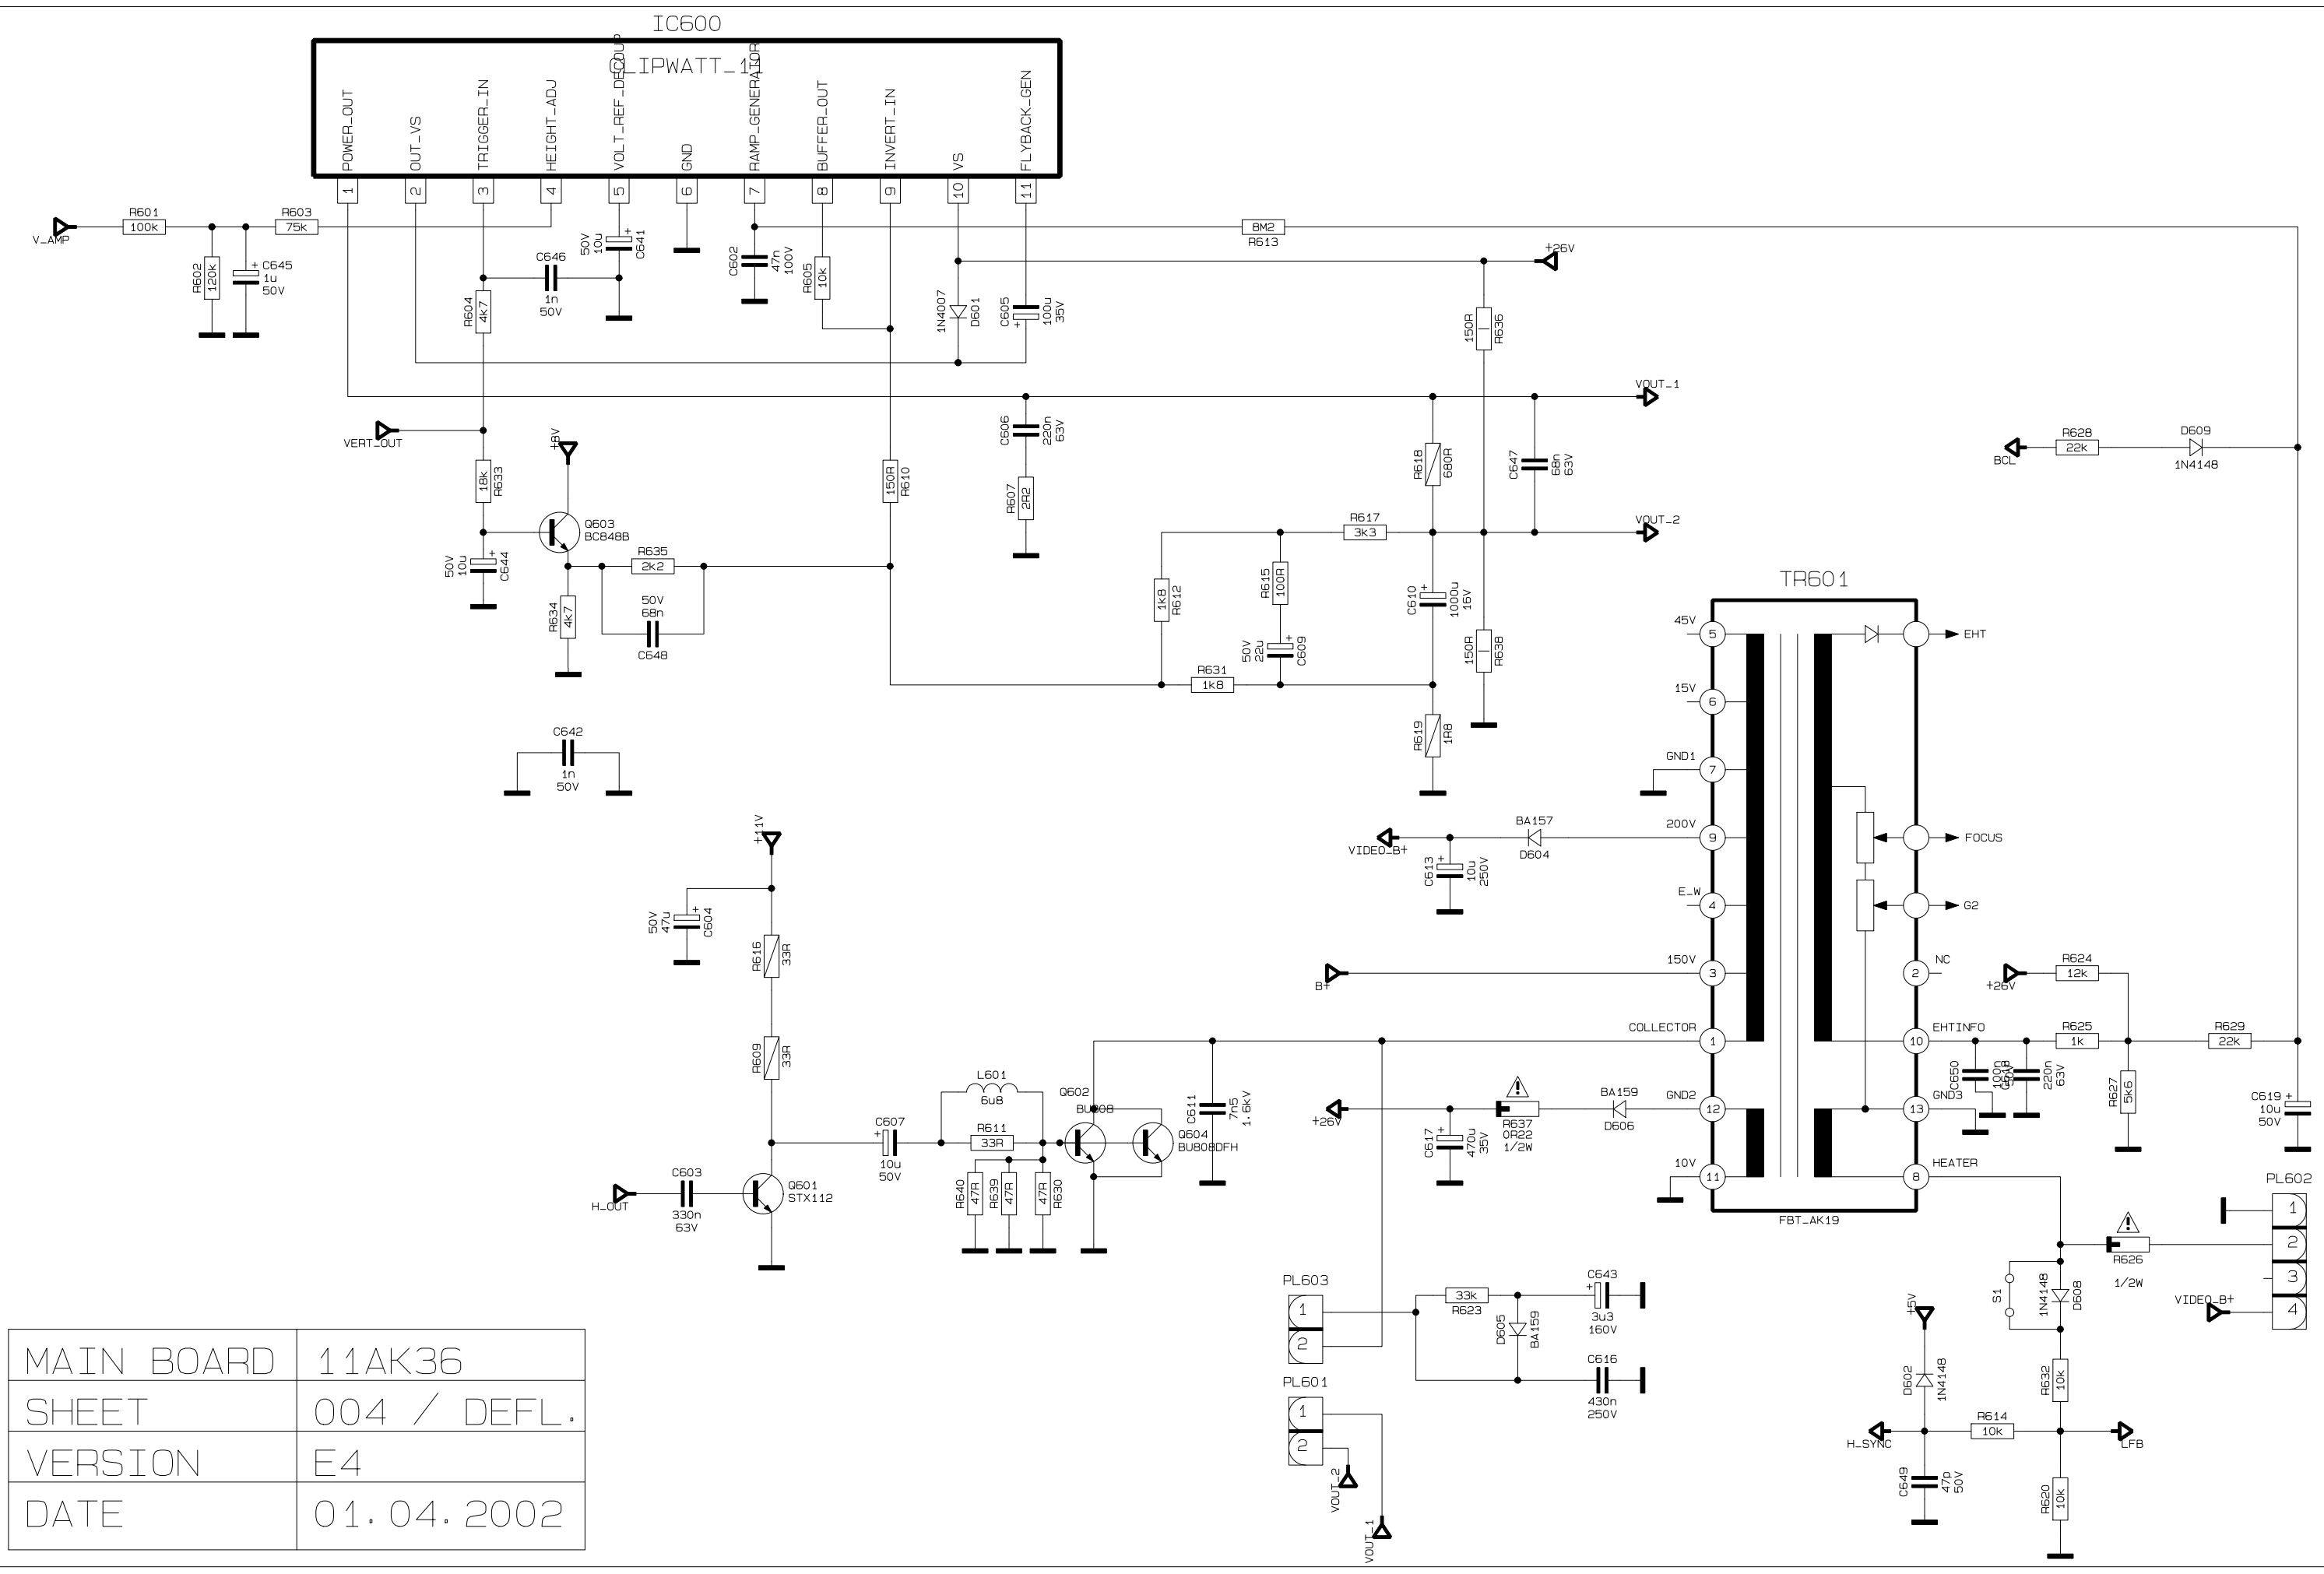 IC600
CLIPWATT_11
POWER_OUT
OUT_VS
TRIGGER_IN
HEIGHT_ADJ
VOLT_REF_DECOUP
GND
RAMP_GENERATOR
BUFFER_OUT
INVERT_IN
VS
FLYBACK_GEN
1
2
3
4
5
6
7
8
9
10
11
V_AMP
R601
100k
R603
75k
R602
120k
C645
+
1u
50V
R604
4k7
C646
1n
50V
50V
10u
+
C641
C602
47n
100V
R605
10k
1N4007
D601
C605
+
100u
35V
8M2
R613
+26V
150R
R636
VOUT_1
VERT_OUT
+8V
18k
R633
Q603
BC848B
50V
10u
+
C644
R635
2k2
R634
4k7
50V
68n
C648
150R
R610
C606
220n
63V
R607
2R2
R618
680R
C647
68n
63V
R617
3k3
VOUT_2
1k8
R612
R615
100R
50V
22u
+
C609
C610
+
1000u
16V
150R
R638
R631
1k8
R619
1R8
BCL
R628
22k
D609
1N4148
C642
1n
50V
TR601
45V
5
15V
6
GND1
7
200V
9
E_W
4
150V
3
COLLECTOR
1
GND2
12
10V
11
EHT
FOCUS
G2
NC
2
EHTINFO
10
GND3
13
HEATER
8
FBT_AK19
VIDEO_B+
C613
+
10u
250V
BA157
D604
B+
+26V
C617
+
470u
35V
R637
0R22
1/2W
BA159
D606
+26V
R624
12k
R625
1k
R629
22k
C650
100n
220n
63V
R627
5k6
C619
+
10u
50V
+11V
50V
47u
+
C604
R616
33R
R609
33R
H_OUT
C603
330n
63V
Q601
STX112
C607
+
10u
50V
L601
6u8
R611
33R
R640
47R
R639
47R
47R
R630
Q602
BU808
Q604
BU808DFH
C611
7n5
1.6kV
PL603
1
2
33k
R623
D605
BA159
C643
+
3u3
160V
C616
430n
250V
PL601
1
2
VOUT_2
VOUT_1
PL602
1
2
3
4
R626
1/2W
VIDEO_B+
S1
1N4148
D608
R632
10k
+5V
D602
1N4148
H_SYNC
R614
10k
LFB
C649
47p
50V
R620
10k
MAIN BOARD 11AK36
SHEET 004 / DEFL.
VERSION E4
DATE 01.04.2002